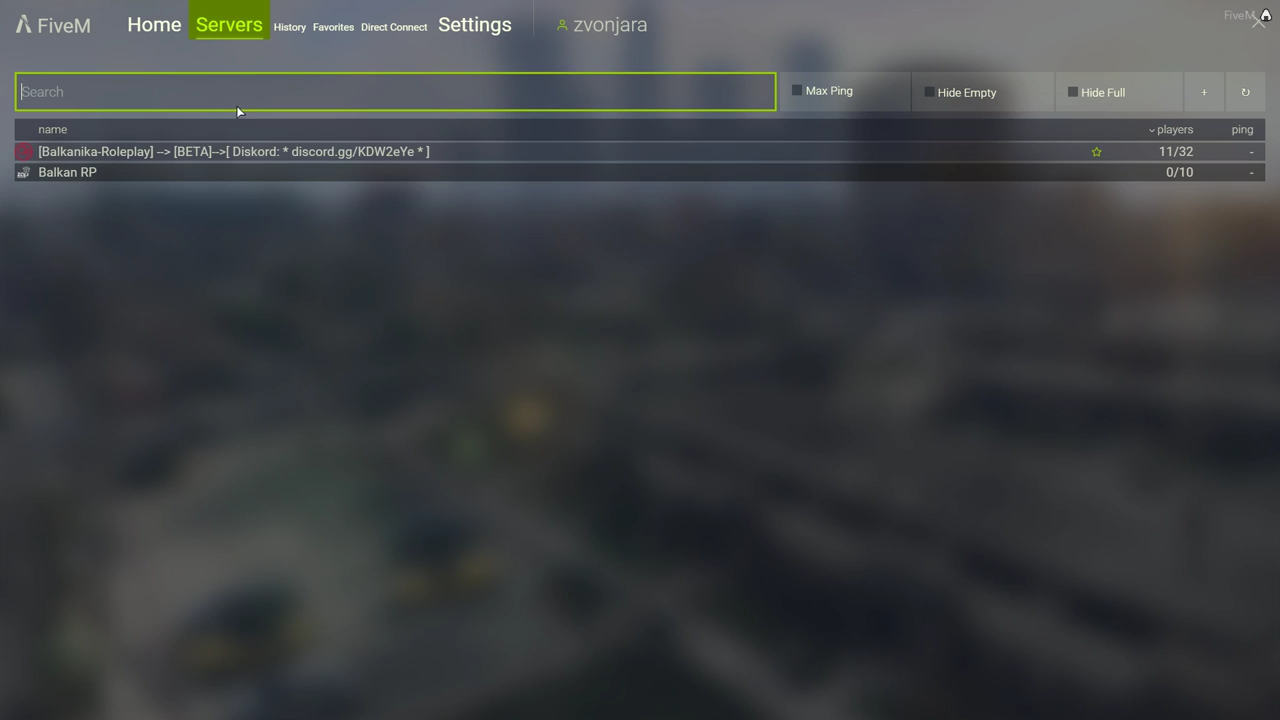 FiveM Home Servers History Favorites Direct Connect Settings zvonjara FiveM
Search Max Ping Hide Empty Hide Full +
name players ping
[Balkanika-Roleplay] --> [BETA]-->[ Diskord: * discord.gg/KDW2eYe * ] 11/32 -
Balkan RP 0/10 -